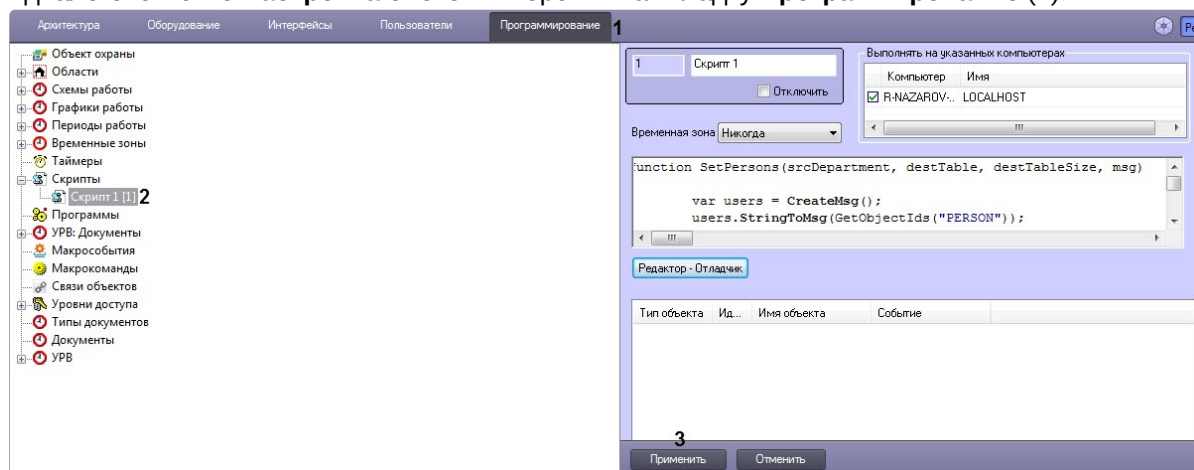 Архитектура Оборудование Интерфейсы Пользователи Программирование 1
Объект охраны
Области
Схемы работы
Графики работы
Периоды работы
Временные зоны
Таймеры
Скрипты
Скрипт 1 [1] 2
Программы
УРВ: Документы
Макрособытия
Макрокоманды
Связи объектов
Уровни доступа
Типы документов
Документы
УРВ
1 Скрипт 1
Отключить
Выполнять на указанных компьютерах
Компьютер Имя
R-NAZAROV-.. LOCALHOST
Временная зона Никогда
function SetPersons(srcDepartment, destTable, destTableSize, msg)
var users = CreateMsg();
users.StringToMsg(GetObjectIds("PERSON"));
Редактор - Отладчик
Тип объекта Ид... Имя объекта Событие
3
Применить Отменить